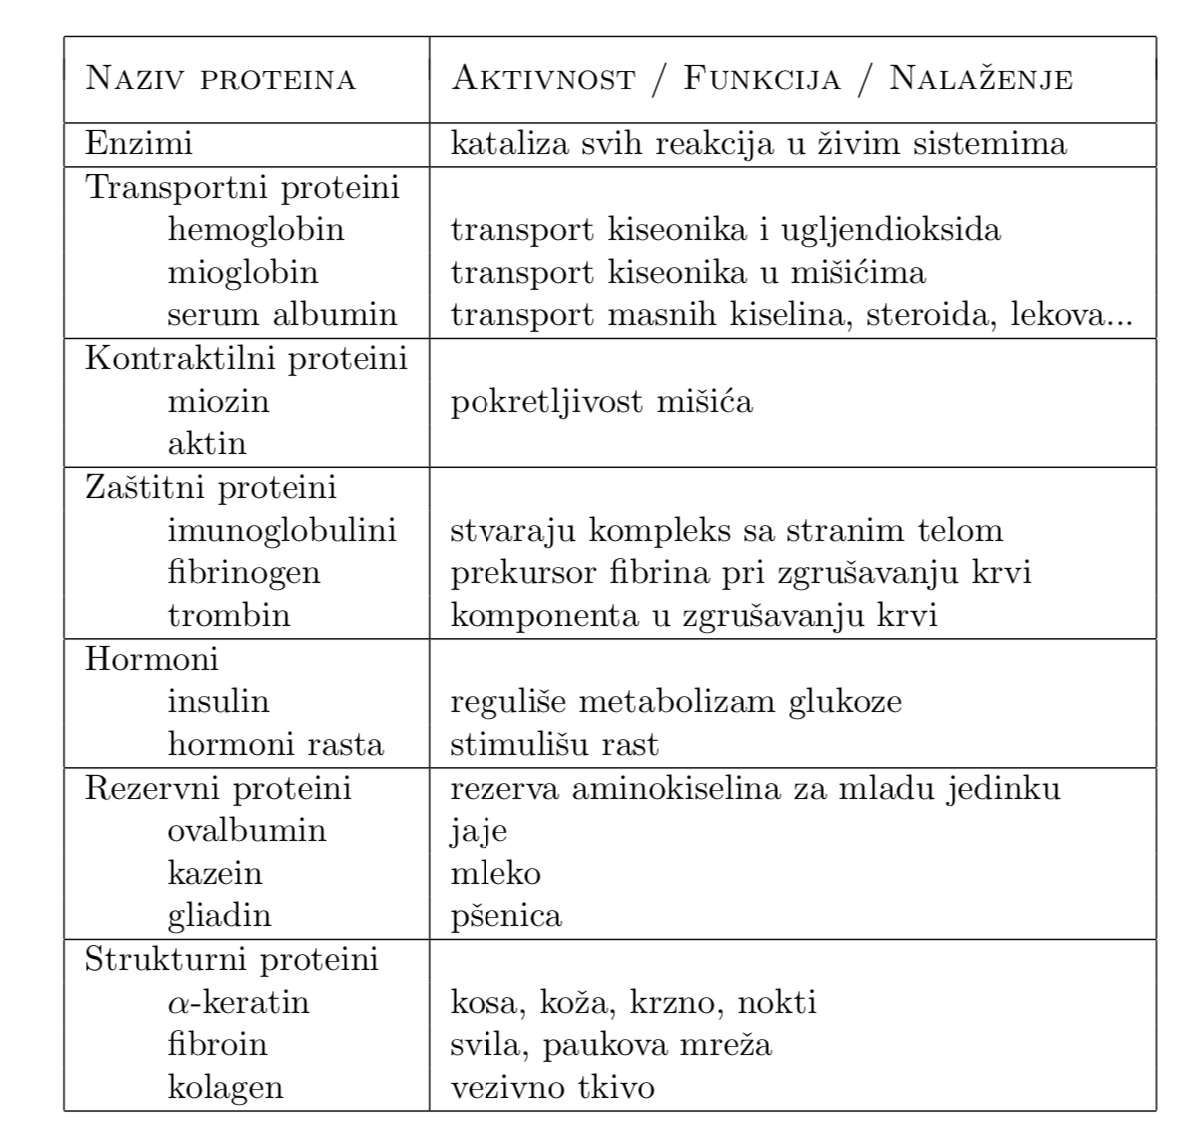 NAZIV PROTEINA AKTIVNOST / FUNKCIJA / NALAŽENJE
Enzimi kataliza svih reakcija u živim sistemima
Transportni proteini
hemoglobin transport kiseonika i ugljendioksida
mioglobin transport kiseonika u mišićima
serum albumin transport masnih kiselina, steroida, lekova...
Kontraktilni proteini
miozin pokretljivost mišića
aktin
Zaštitni proteini
imunoglobulini stvaraju kompleks sa stranim telom
fibrinogen prekursor fibrina pri zgrušavanju krvi
trombin komponenta u zgrušavanju krvi
Hormoni
insulin reguliše metabolizam glukoze
hormoni rasta stimulišu rast
Rezervni proteini rezerva aminokiselina za mladu jedinku
ovalbumin jaje
kazein mleko
gliadin pšenica
Strukturni proteini
α-keratin kosa, koža, krzno, nokti
fibroin svila, paukova mreža
kolagen vezivno tkivo